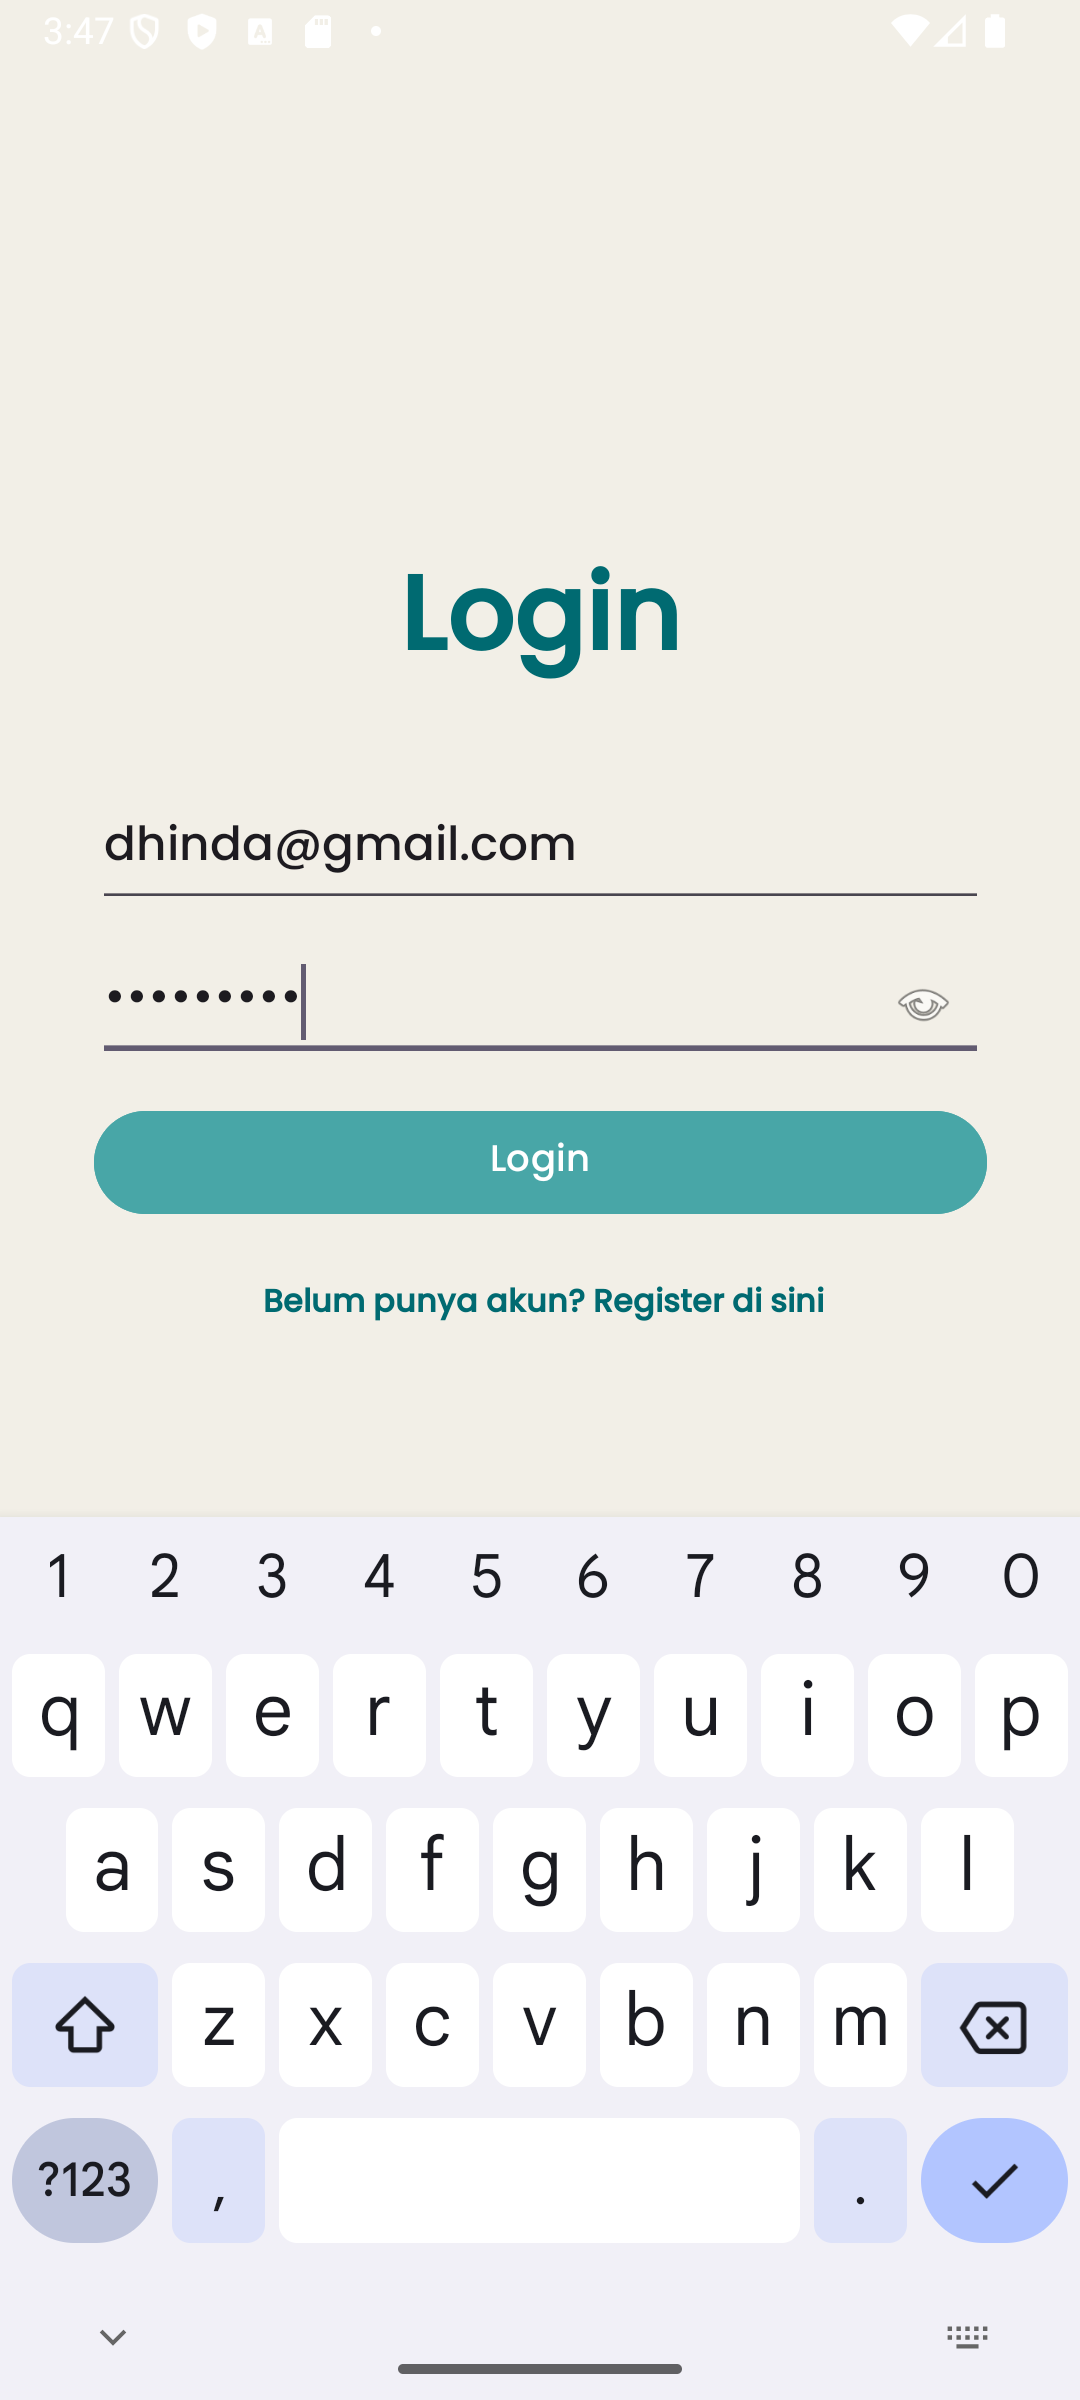 3:47
Login
dhinda@gmail.com
•••••••••
Login
Belum punya akun? Register di sini
1 2 3 4 5 6 7 8 9 0
q w e r t y u i o p
a s d f g h j k l
z x c v b n m
?123 , .